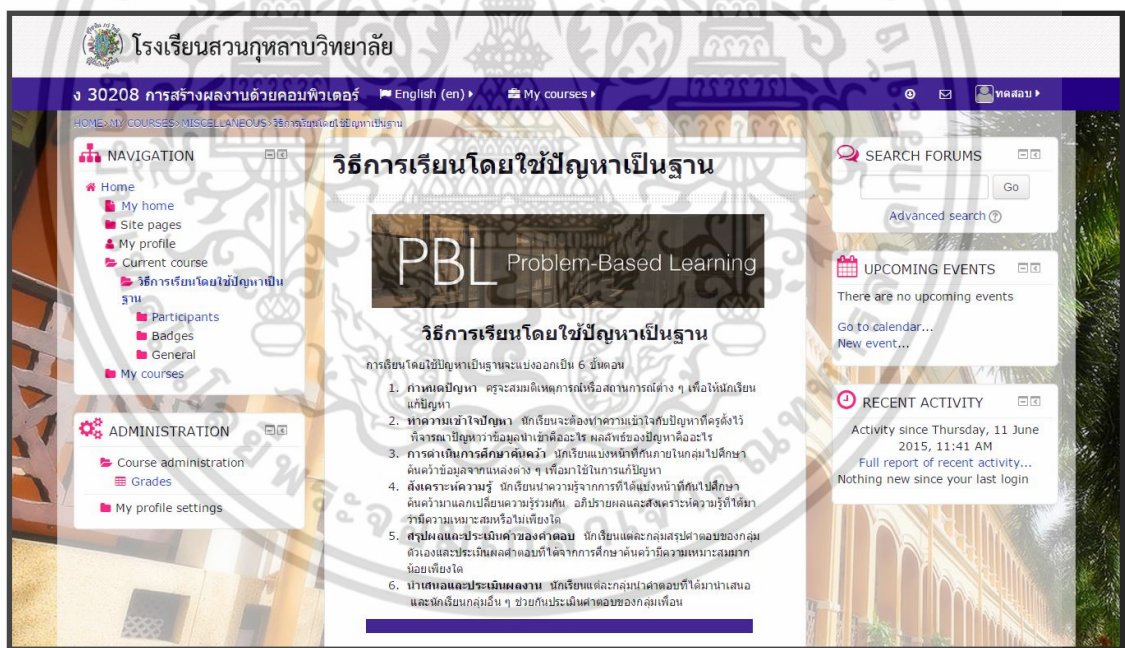 โรงเรียนสวนกุหลาบวิทยาลัย
ง 30208 การสร้างผลงานด้วยคอมพิวเตอร์ English (en) My courses ทดสอบ
HOME › MY COURSES › MISCELLANEOUS › วิธีการเรียนโดยใช้ปัญหาเป็นฐาน
NAVIGATION
Home
My home
Site pages
My profile
Current course
วิธีการเรียนโดยใช้ปัญหาเป็น
ฐาน
Participants
Badges
General
My courses
ADMINISTRATION
Course administration
Grades
My profile settings
วิธีการเรียนโดยใช้ปัญหาเป็นฐาน
PBL Problem-Based Learning
วิธีการเรียนโดยใช้ปัญหาเป็นฐาน
การเรียนโดยใช้ปัญหาเป็นฐานจะแบ่งออกเป็น 6 ขั้นตอน
1. กำหนดปัญหา ครูจะสมมติเหตุการณ์หรือสถานการณ์ต่าง ๆ เพื่อให้นักเรียน
แก้ปัญหา
2. ทำความเข้าใจปัญหา นักเรียนจะต้องทำความเข้าใจกับปัญหาที่ครูตั้งไว้
พิจารณาปัญหาว่าข้อมูลนำเข้าคืออะไร ผลลัพธ์ของปัญหาคืออะไร
3. การดำเนินการศึกษาค้นคว้า นักเรียนแบ่งหน้าที่กันภายในกลุ่มไปศึกษา
ค้นคว้าข้อมูลจากแหล่งต่าง ๆ เพื่อมาใช้ในการแก้ปัญหา
4. สังเคราะห์ความรู้ นักเรียนนำความรู้จากการที่ได้แบ่งหน้าที่กันไปศึกษา
ค้นคว้ามาแลกเปลี่ยนความรู้ร่วมกัน อภิปรายผลและสังเคราะห์ความรู้ที่ได้มา
ว่ามีความเหมาะสมหรือไม่เพียงใด
5. สรุปผลและประเมินค่าของคำตอบ นักเรียนแต่ละกลุ่มสรุปคำตอบของกลุ่ม
ตัวเองและประเมินผลคำตอบที่ได้จากการศึกษาค้นคว้ามีความเหมาะสมมาก
น้อยเพียงใด
6. นำเสนอและประเมินผลงาน นักเรียนแต่ละกลุ่มนำคำตอบที่ได้มานำเสนอ
และนักเรียนกลุ่มอื่น ๆ ช่วยกันประเมินคำตอบของกลุ่มเพื่อน
SEARCH FORUMS
Go
Advanced search
UPCOMING EVENTS
There are no upcoming events
Go to calendar...
New event...
RECENT ACTIVITY
Activity since Thursday, 11 June
2015, 11:41 AM
Full report of recent activity...
Nothing new since your last login